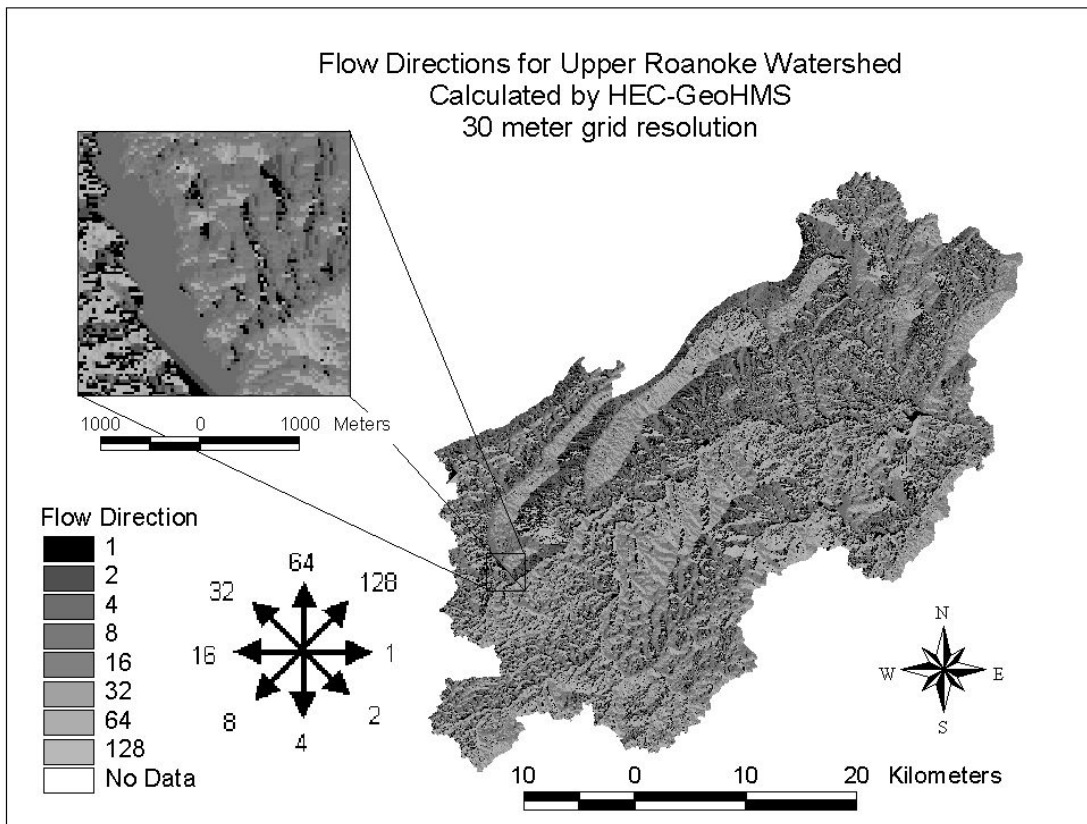 Flow Directions for Upper Roanoke Watershed
Calculated by HEC-GeoHMS
30 meter grid resolution
1000 0 1000 Meters
Flow Direction
1
2
4
8
16
32
64
128
No Data
64
32 128
16 1
8 2
4
N
W E
S
10 0 10 20 Kilometers